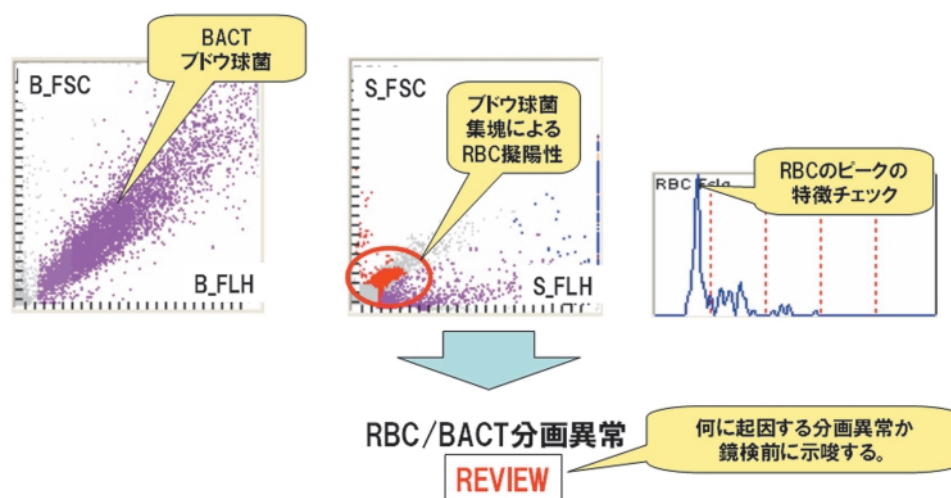 BACT
ブドウ球菌
B_FSC
B_FLH
S_FSC
ブドウ球菌
集塊による
RBC擬陽性
S_FLH
RBC
RBCのピークの
特徴チェック
RBC/BACT分画異常
REVIEW
何に起因する分画異常か
鏡検前に示唆する。